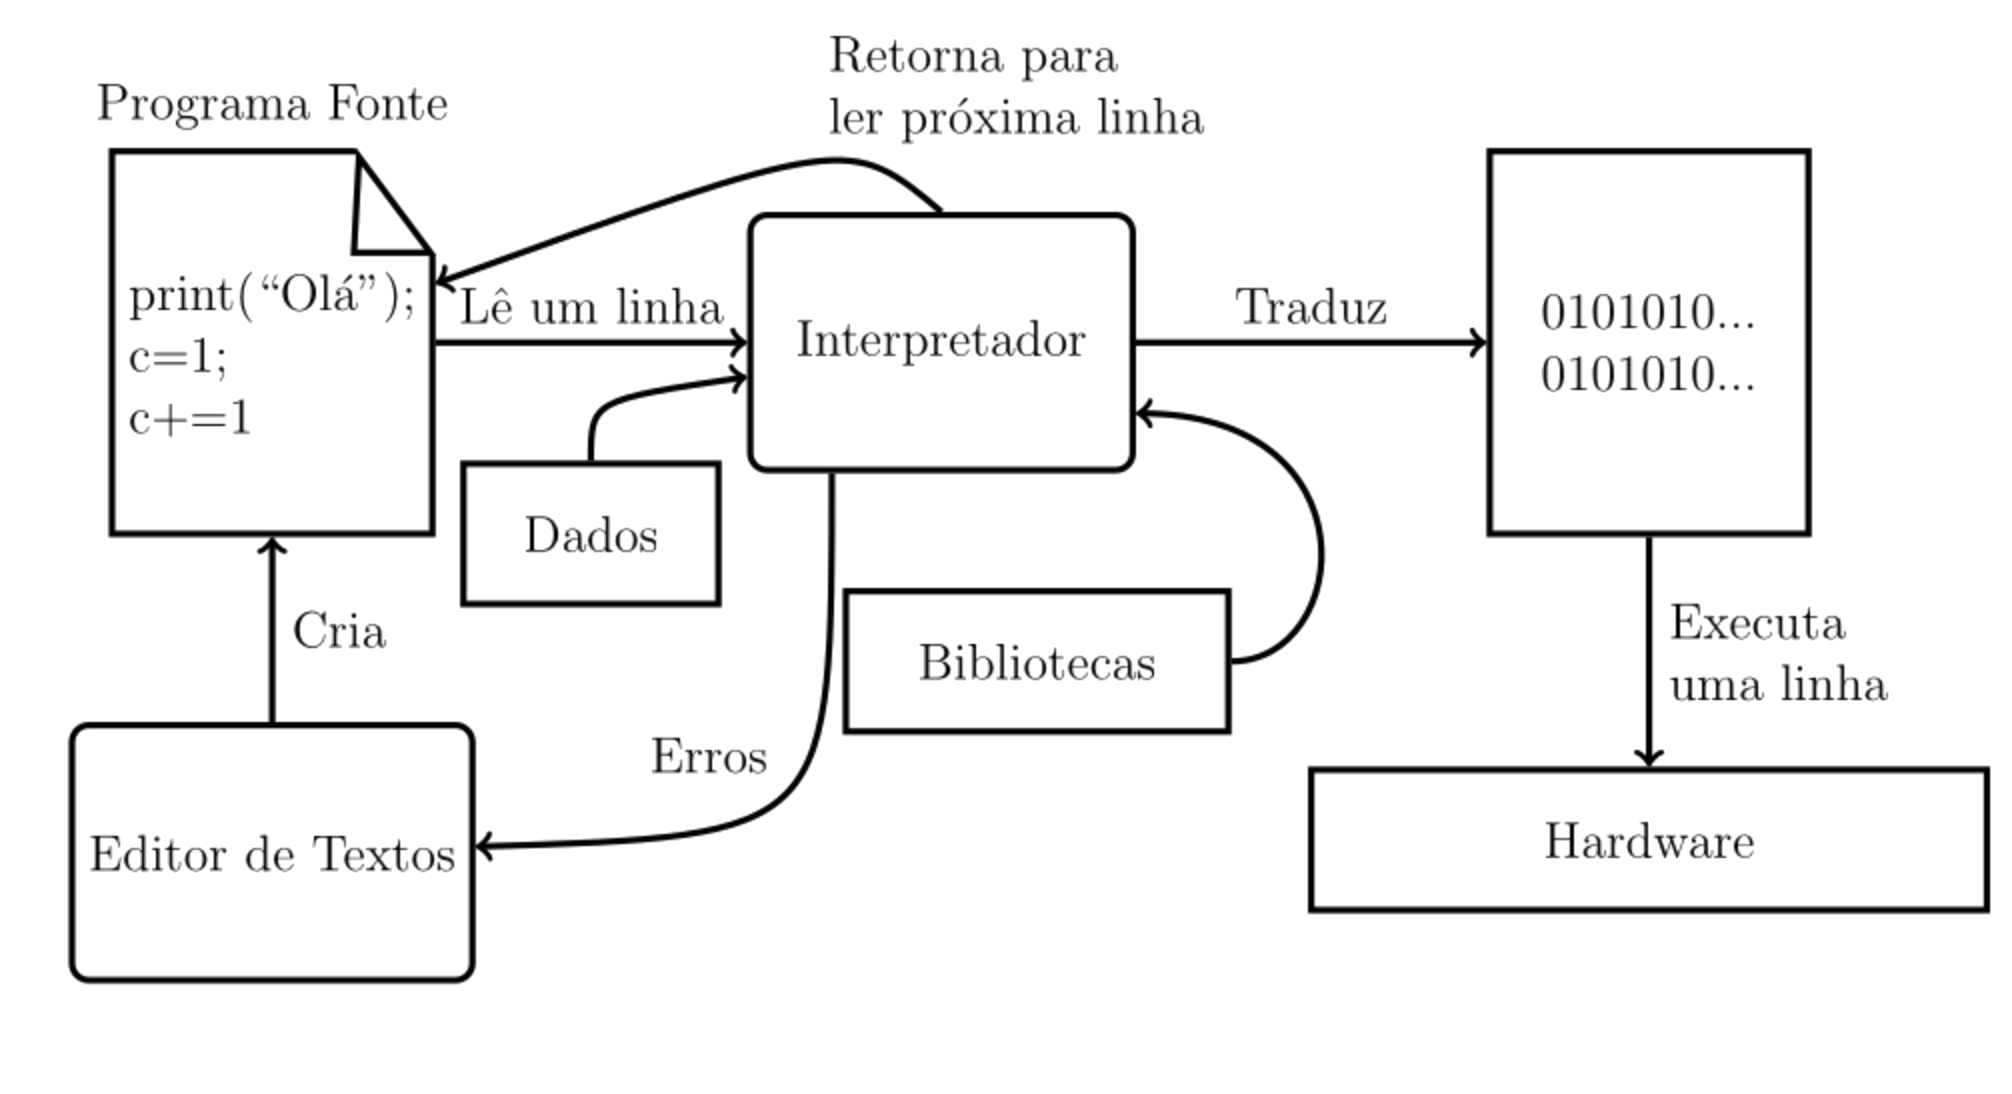 Retorna para
ler próxima linha
Programa Fonte
print(“Olá”);
c=1;
c+=1
Lê um linha
Interpretador
Traduz
0101010...
0101010...
Dados
Cria
Bibliotecas
Executa
uma linha
Erros
Editor de Textos
Hardware